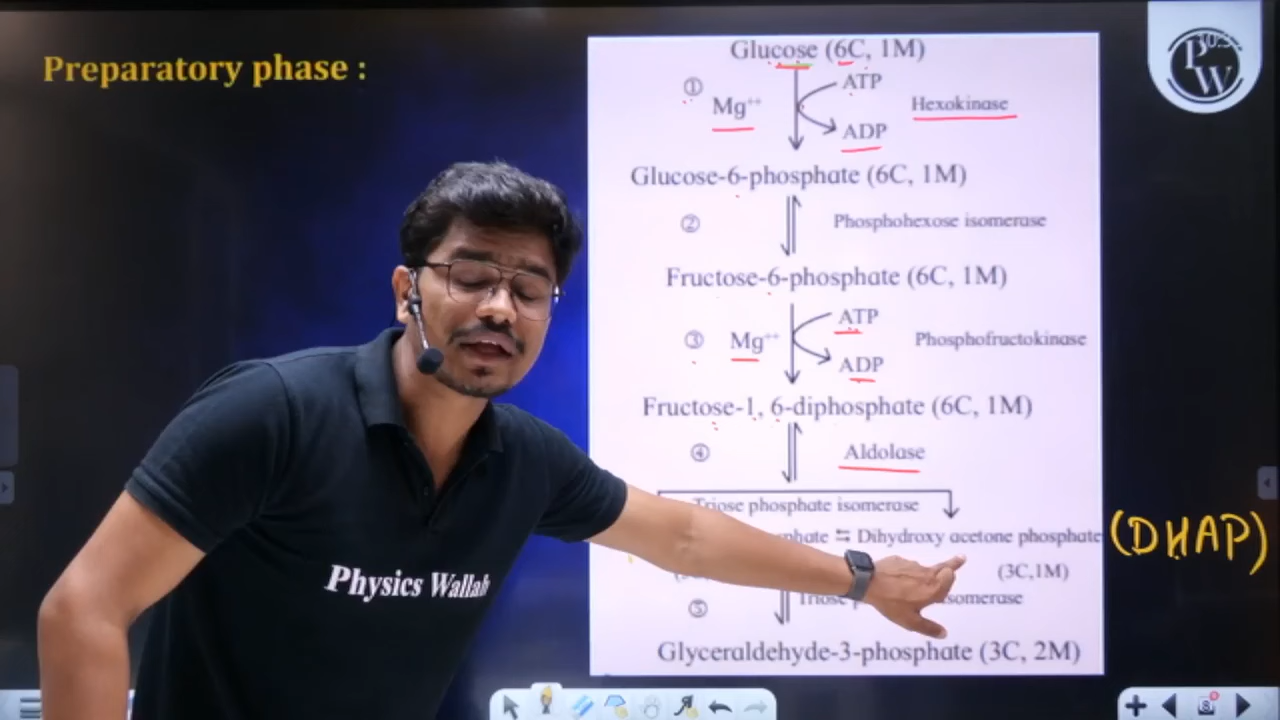 Preparatory phase :
Glucose (6C, 1M)
① Mg++ ATP Hexokinase
ADP
Glucose-6-phosphate (6C, 1M)
② Phosphohexose isomerase
Fructose-6-phosphate (6C, 1M)
③ Mg++ ATP Phosphofructokinase
ADP
Fructose-1, 6-diphosphate (6C, 1M)
④ Aldolase
Triose phosphate isomerase
⇆ Dihydroxy acetone phosphate (DHAP)
(3C,1M)
⑤ Triose
Glyceraldehyde-3-phosphate (3C, 2M)
Physics Wallah
PW